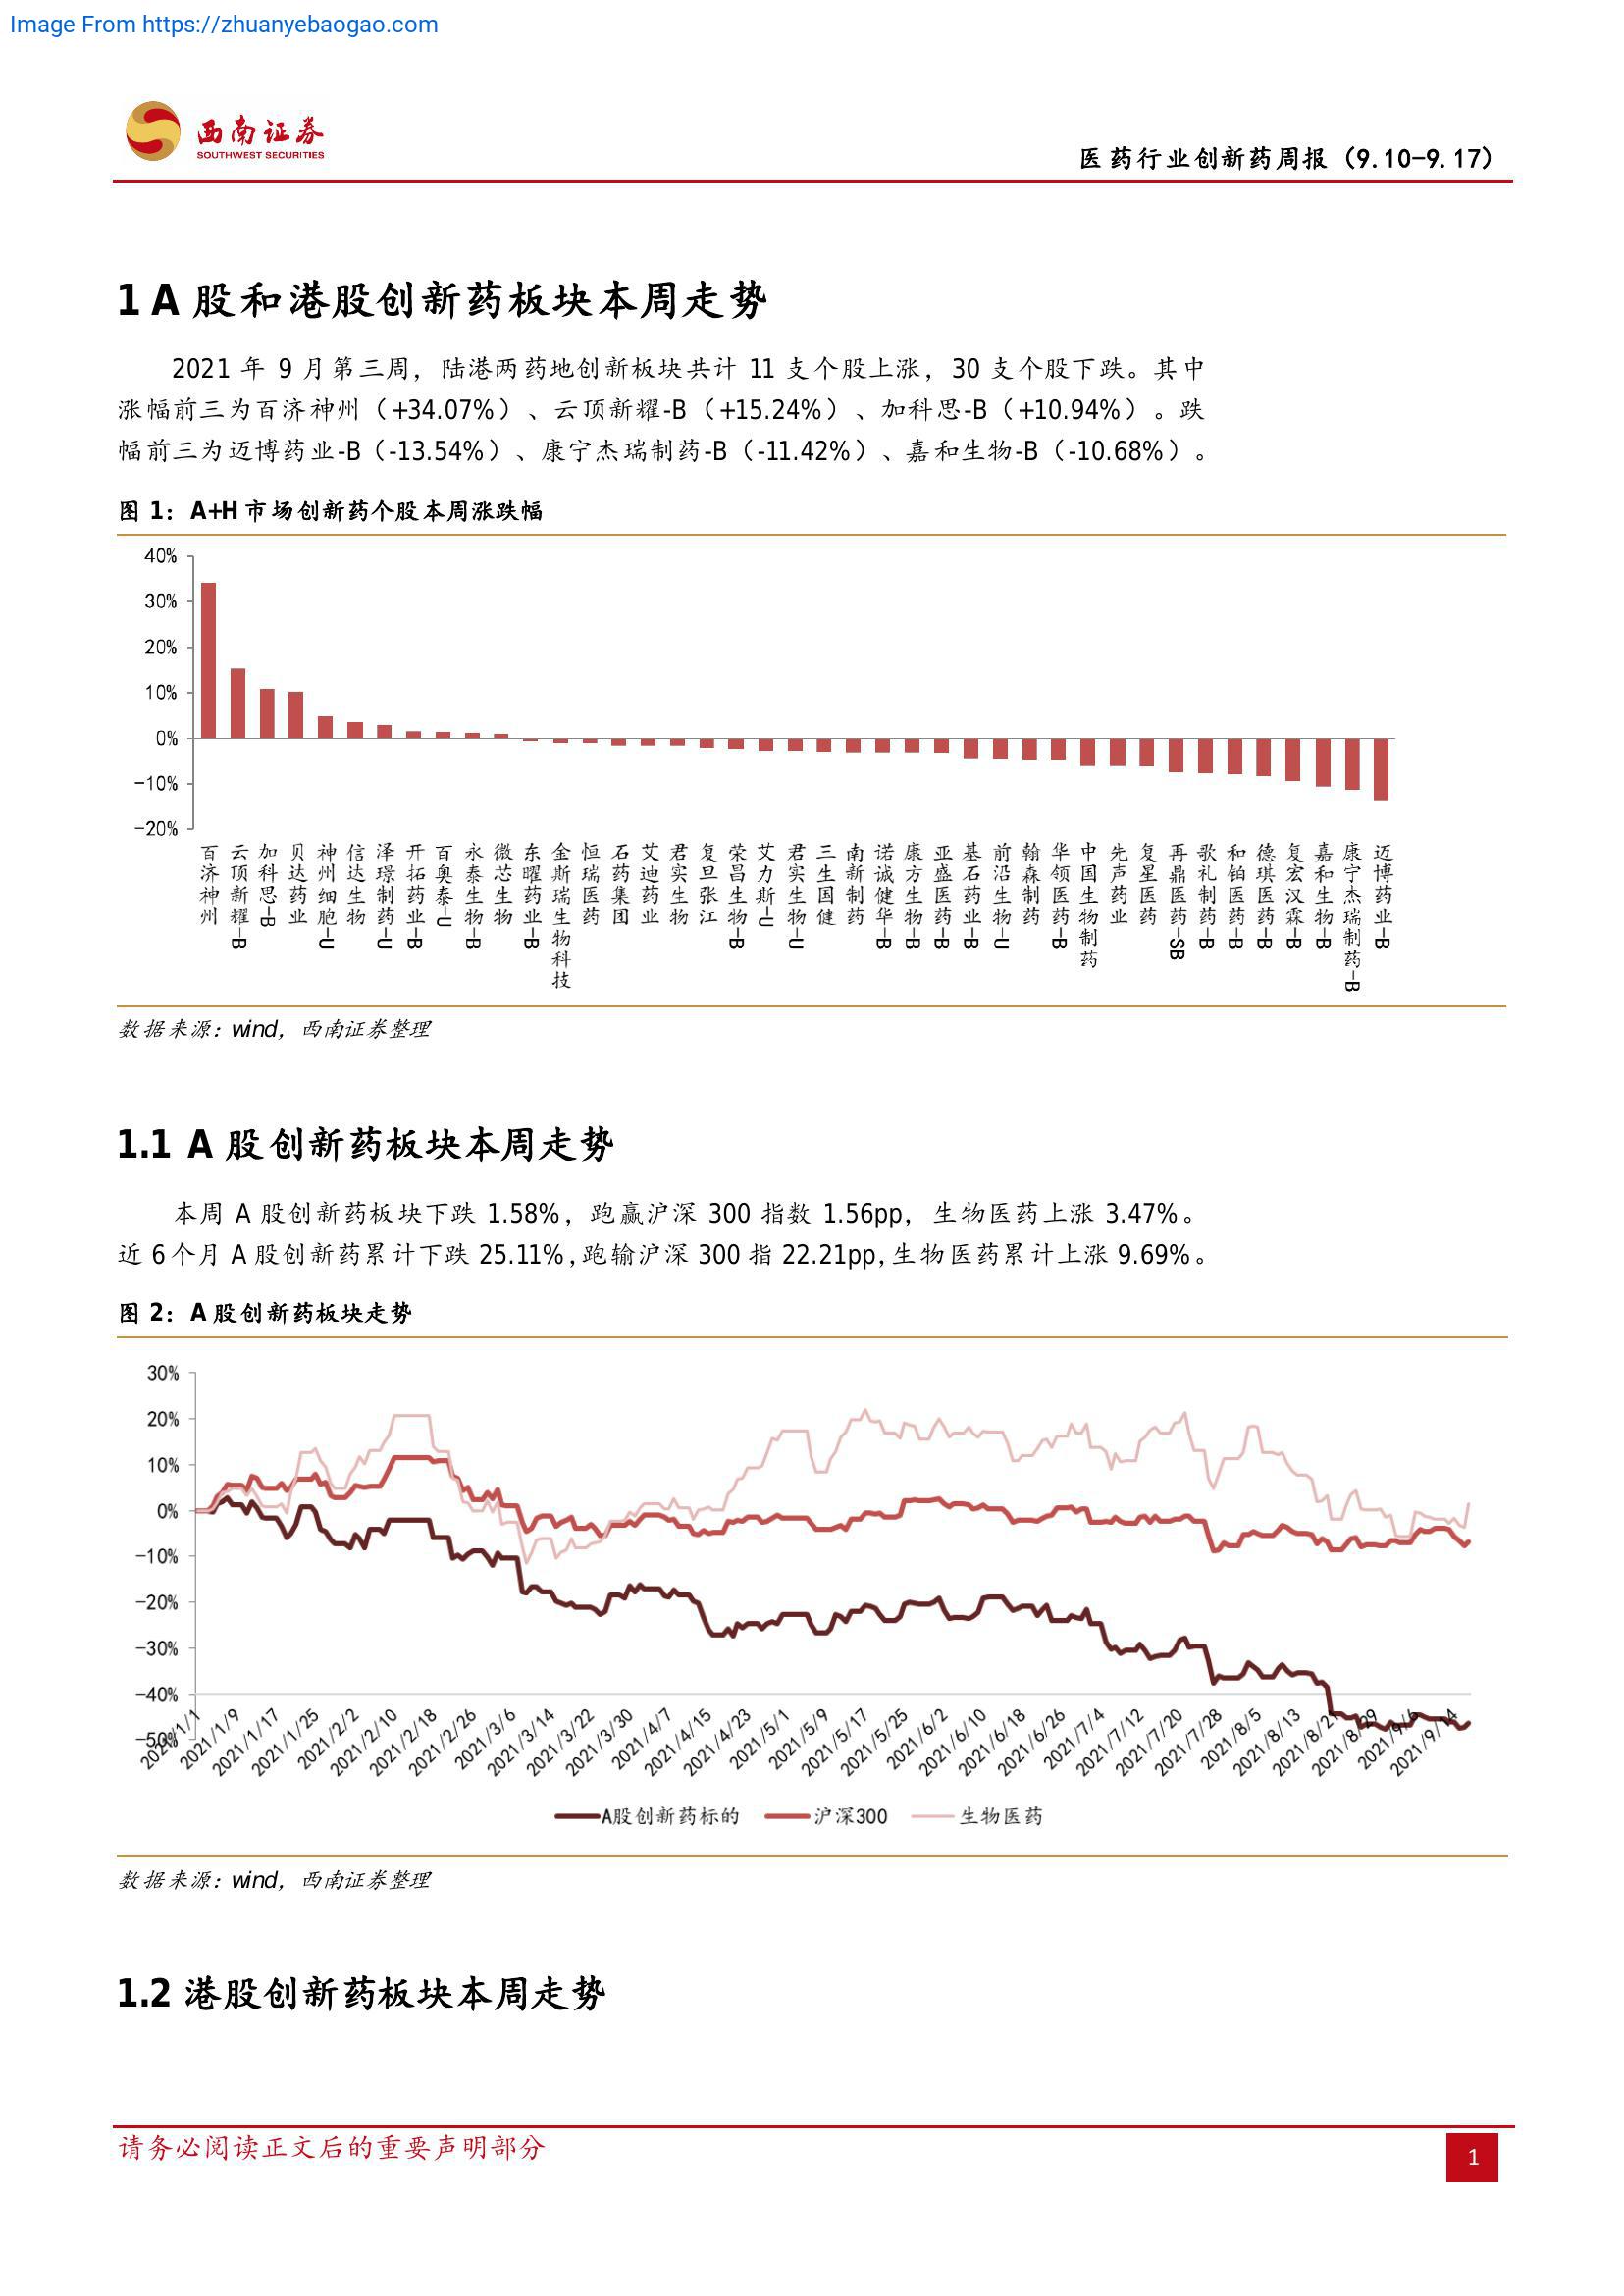 Image From https://zhuanyebaogao.com
西南证券
SOUTHWEST SECURITIES
医药行业创新药周报（9.10-9.17）
1 A 股和港股创新药板块本周走势
2021 年 9 月第三周，陆港两药地创新板块共计 11 支个股上涨，30 支个股下跌。其中
涨幅前三为百济神州（+34.07%）、云顶新耀-B（+15.24%）、加科思-B（+10.94%）。跌
幅前三为迈博药业-B（-13.54%）、康宁杰瑞制药-B（-11.42%）、嘉和生物-B（-10.68%）。
图 1：A+H 市场创新药个股本周涨跌幅
40%
30%
20%
10%
0%
-10%
-20%
百济神州
云顶新耀-B
加科思-B
贝达药业
神州细胞-U
信达生物
泽璟制药-U
开拓药业-B
百奥泰-U
永泰生物-B
微芯生物
东曜药业-B
金斯瑞生物科技
恒瑞医药
石药集团
艾迪药业
君实生物
复旦张江
荣昌生物-B
艾力斯-U
君实生物-U
三生国健
南新制药
诺诚健华-B
康方生物-B
亚盛医药-B
基石药业-B
前沿生物-U
翰森制药
华领医药-B
中国生物制药
先声药业
复星医药
再鼎医药-SB
歌礼制药-B
和铂医药-B
德琪医药-B
复宏汉霖-B
嘉和生物-B
康宁杰瑞制药-B
迈博药业-B
数据来源：wind，西南证券整理
1.1 A 股创新药板块本周走势
本周 A 股创新药板块下跌 1.58%，跑赢沪深 300 指数 1.56pp，生物医药上涨 3.47%。
近 6 个月 A 股创新药累计下跌 25.11%，跑输沪深 300 指 22.21pp，生物医药累计上涨 9.69%。
图 2：A 股创新药板块走势
30%
20%
10%
0%
-10%
-20%
-30%
-40%
-50%
2021/1/1
2021/1/9
2021/1/17
2021/1/25
2021/2/2
2021/2/10
2021/2/18
2021/2/26
2021/3/6
2021/3/14
2021/3/22
2021/3/30
2021/4/7
2021/4/15
2021/4/23
2021/5/1
2021/5/9
2021/5/17
2021/5/25
2021/6/2
2021/6/10
2021/6/18
2021/6/26
2021/7/4
2021/7/12
2021/7/20
2021/7/28
2021/8/5
2021/8/13
2021/8/21
2021/8/29
2021/9/6
2021/9/14
A股创新药标的
沪深300
生物医药
数据来源：wind，西南证券整理
1.2 港股创新药板块本周走势
请务必阅读正文后的重要声明部分
1